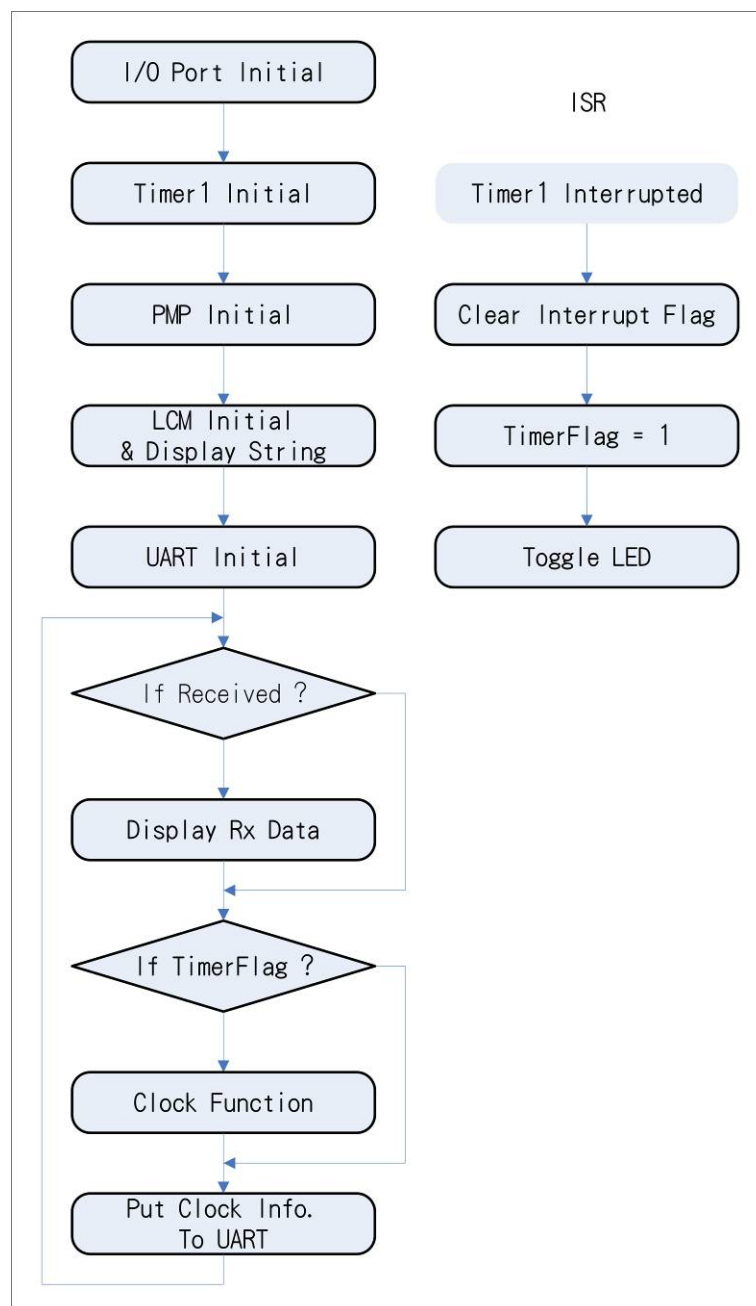 I/O Port Initial
Timer1 Initial
PMP Initial
LCM Initial
& Display String
UART Initial
If Received ?
Display Rx Data
If TimerFlag ?
Clock Function
Put Clock Info.
To UART
ISR
Timer1 Interrupted
Clear Interrupt Flag
TimerFlag = 1
Toggle LED